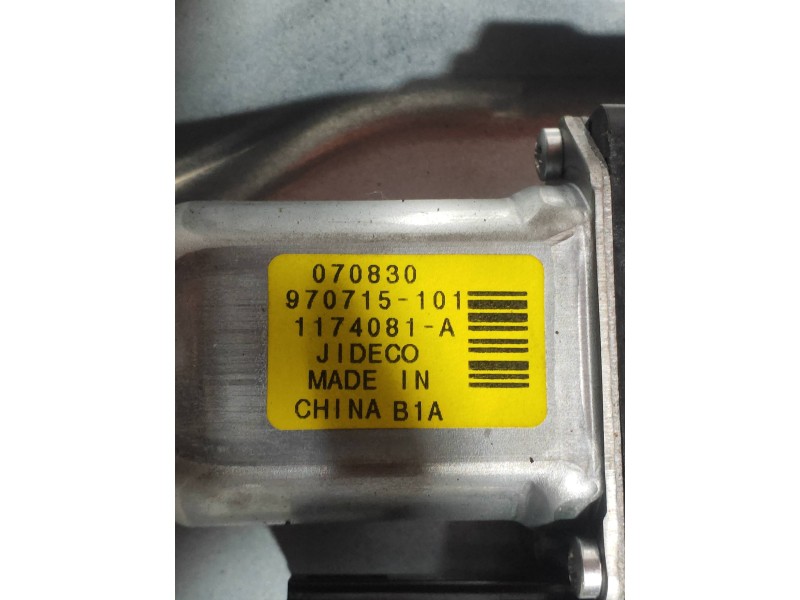 070830
970715-101
1174081-A
JIDECO
MADE IN
CHINA B1A